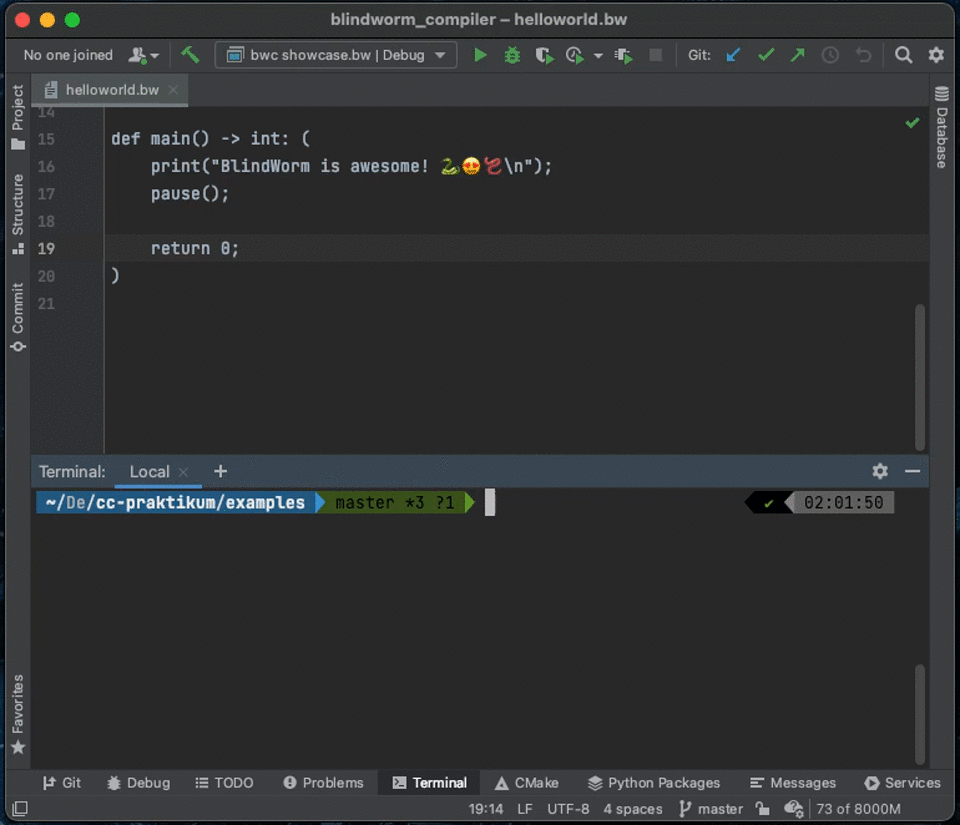 blindworm_compiler – helloworld.bw
No one joined bwc showcase.bw | Debug Git:
helloworld.bw
Project
Structure
Commit
Favorites
Database
14
15 def main() -> int: (
16 print("BlindWorm is awesome! 🐍😍🪱\n");
17 pause();
18
19 return 0;
20 )
21
Terminal: Local +
~/De/cc-praktikum/examples master *3 ?1 ✔ 02:01:50
Git Debug TODO Problems Terminal CMake Python Packages Messages Services
19:14 LF UTF-8 4 spaces master 73 of 8000M